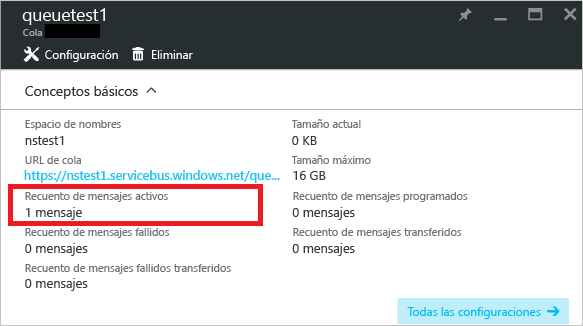 queuetest1
Cola
Configuración
Eliminar
Conceptos básicos
Espacio de nombres
nstest1
URL de cola
https://nstest1.servicebus.windows.net/que...
Recuento de mensajes activos
1 mensaje
Recuento de mensajes fallidos
0 mensajes
Recuento de mensajes fallidos transferidos
0 mensajes
Tamaño actual
0 KB
Tamaño máximo
16 GB
Recuento de mensajes programados
0 mensajes
Recuento de mensajes transferidos
0 mensajes
Todas las configuraciones